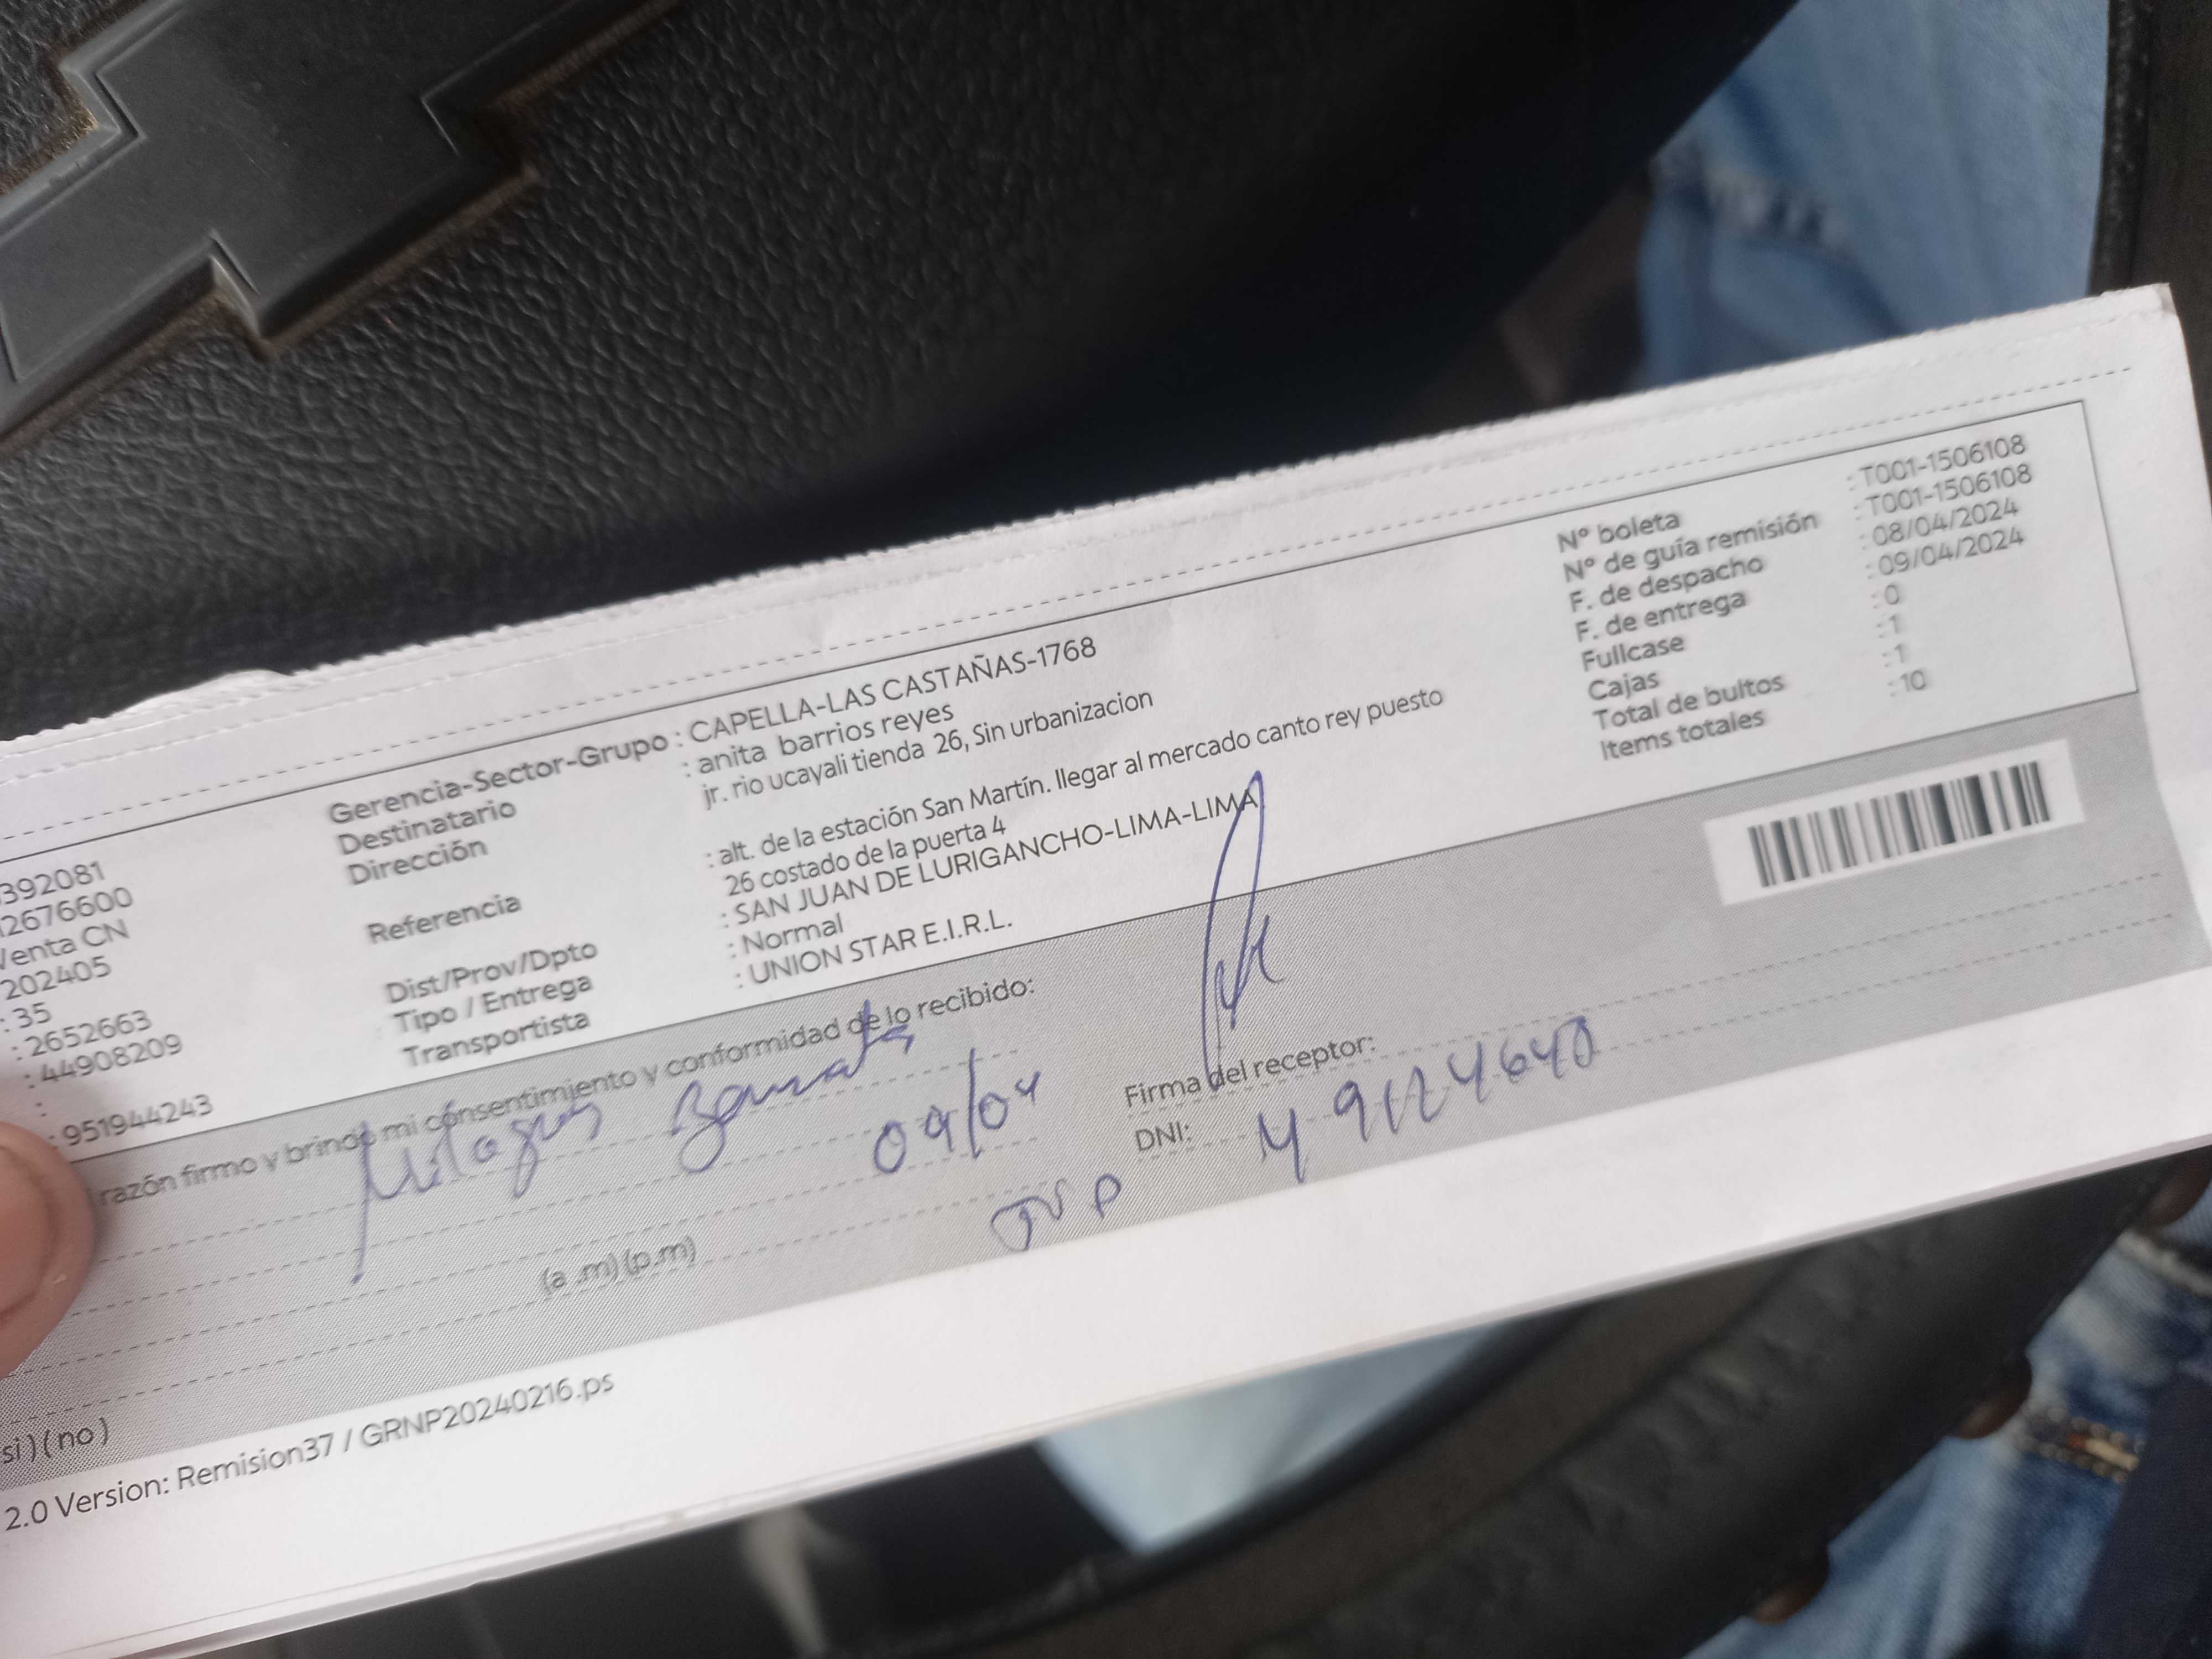 392081
2676600
Venta CN
202405
: 35
: 2652663
: 44908209
:
: 951944243
Gerencia-Sector-Grupo : CAPELLA-LAS CASTAÑAS-1768
Destinatario : anita barrios reyes
Dirección jr. rio ucayali tienda 26, Sin urbanizacion
Referencia : alt. de la estación San Martín. llegar al mercado canto rey puesto
26 costado de la puerta 4
Dist/Prov/Dpto : SAN JUAN DE LURIGANCHO-LIMA-LIMA
Tipo / Entrega : Normal
Transportista : UNION STAR E.I.R.L.
Nº boleta : T001-1506108
Nº de guía remisión : T001-1506108
F. de despacho : 08/04/2024
F. de entrega : 09/04/2024
Fullcase : 0
Cajas : 1
Total de bultos : 1
Items totales : 10
razón firmo y brindo mi consentimiento y conformidad de lo recibido:
Milagros
09/04
Firma del receptor:
DNI:
(a .m) (p.m)
si ) ( no )
2.0 Version: Remision37 / GRNP20240216.ps